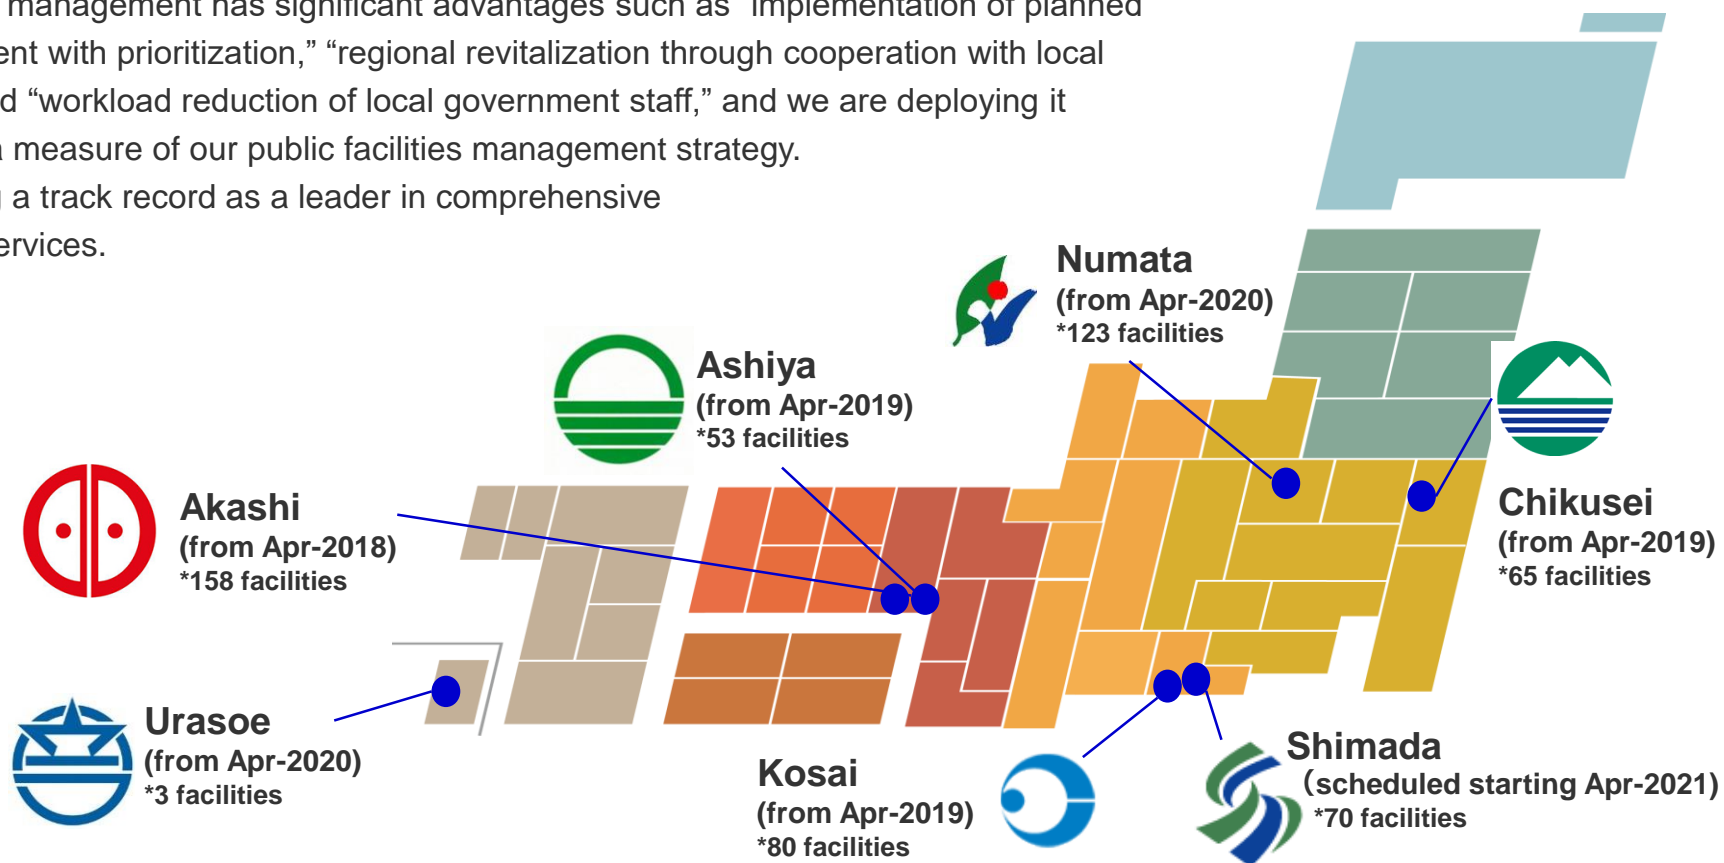 management has significant advantages such as “implementation of planned
ent with prioritization,” “regional revitalization through cooperation with local
d “workload reduction of local government staff,” and we are deploying it
a measure of our public facilities management strategy.
g a track record as a leader in comprehensive
ervices.
Numata
(from Apr-2020)
*123 facilities
Ashiya
(from Apr-2019)
*53 facilities
Akashi
(from Apr-2018)
*158 facilities
Chikusei
(from Apr-2019)
*65 facilities
Urasoe
(from Apr-2020)
*3 facilities
Kosai
(from Apr-2019)
*80 facilities
Shimada
(scheduled starting Apr-2021)
*70 facilities